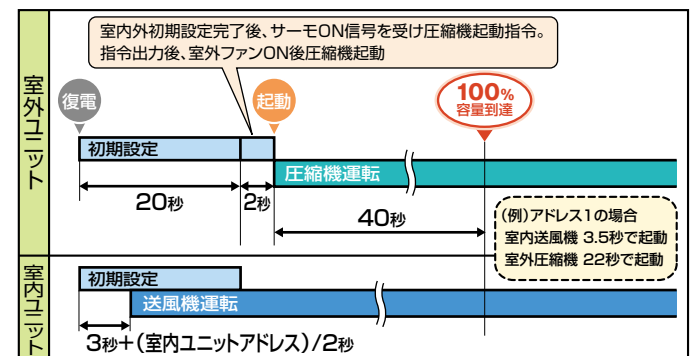 室内外初期設定完了後、サーモON信号を受け圧縮機起動指令。
指令出力後、室外ファンON後圧縮機起動
室外ユニット
復電
起動
100%
容量到達
初期設定
圧縮機運転
20秒
2秒
40秒
(例)アドレス1の場合
室内送風機 3.5秒で起動
室外圧縮機 22秒で起動
室内ユニット
初期設定
送風機運転
3秒+(室内ユニットアドレス)/2秒